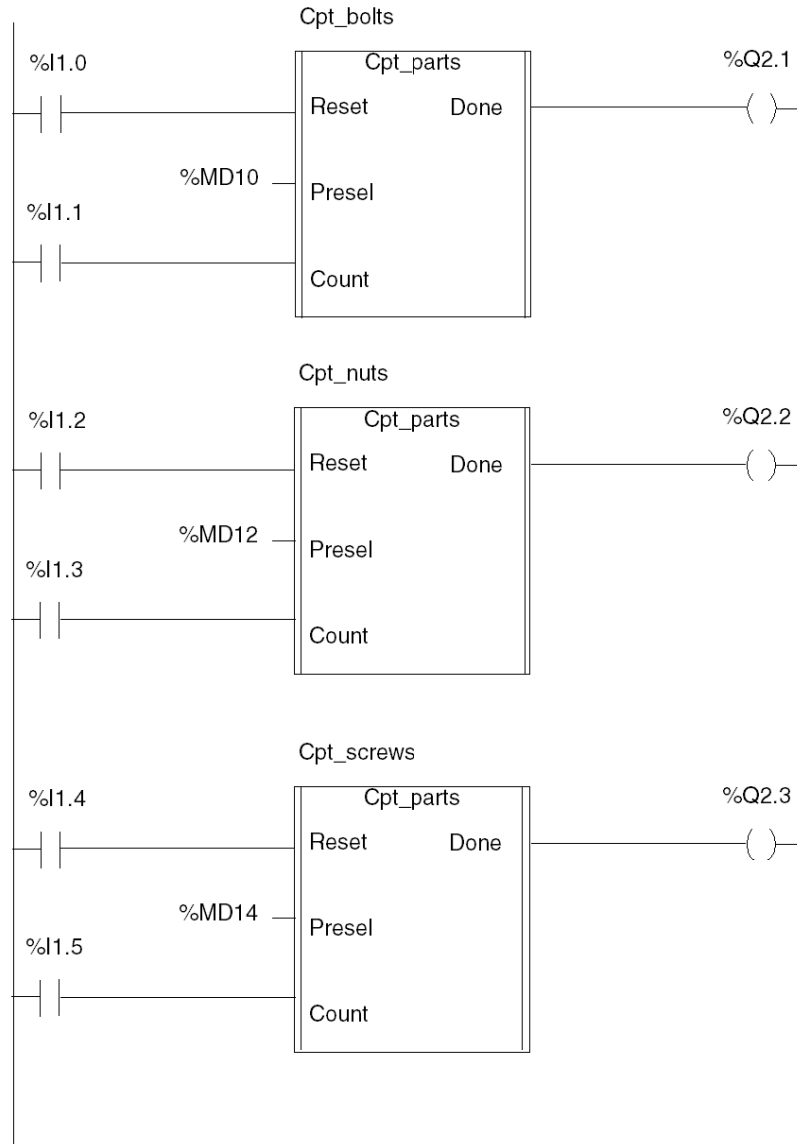 Cpt_bolts
%I1.0
Cpt_parts
%Q2.1
Reset Done
%MD10
Presel
%I1.1
Count
Cpt_nuts
%I1.2
Cpt_parts
%Q2.2
Reset Done
%MD12
Presel
%I1.3
Count
Cpt_screws
%I1.4
Cpt_parts
%Q2.3
Reset Done
%MD14
Presel
%I1.5
Count